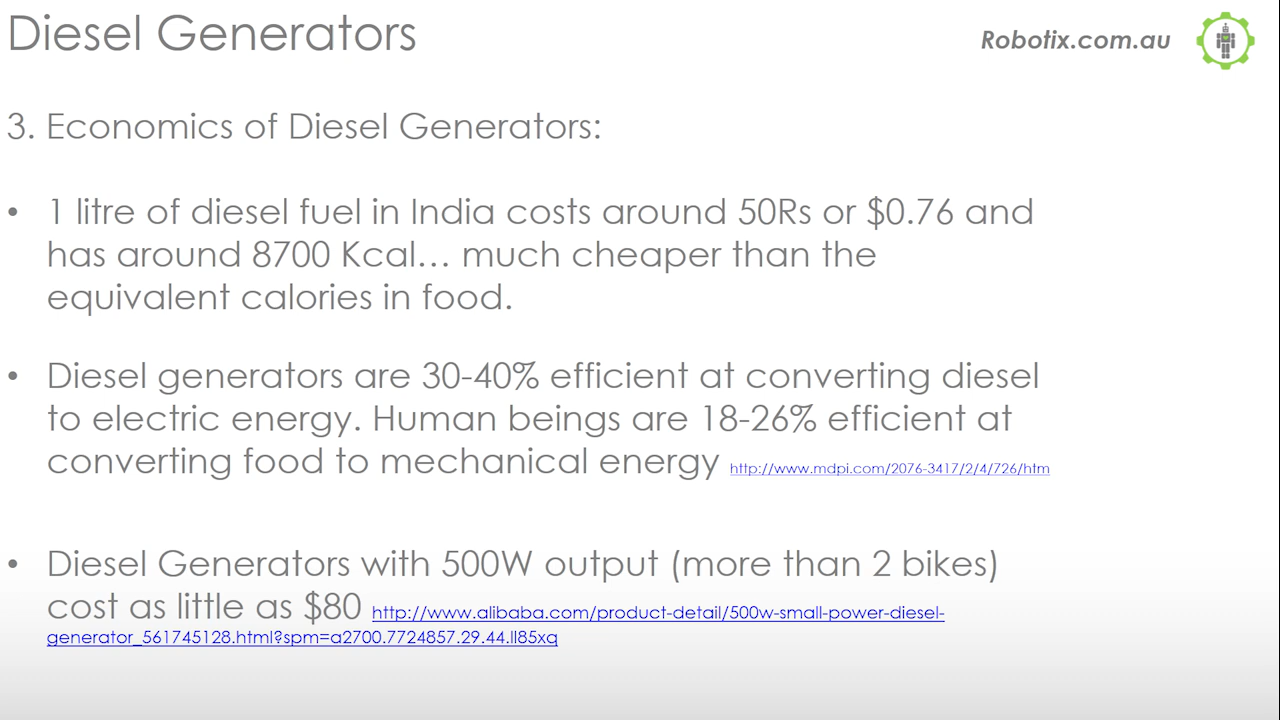 Diesel Generators
Robotix.com.au
3. Economics of Diesel Generators:
• 1 litre of diesel fuel in India costs around 50Rs or $0.76 and
has around 8700 Kcal… much cheaper than the
equivalent calories in food.
• Diesel generators are 30-40% efficient at converting diesel
to electric energy. Human beings are 18-26% efficient at
converting food to mechanical energy http://www.mdpi.com/2076-3417/2/4/726/htm
• Diesel Generators with 500W output (more than 2 bikes)
cost as little as $80 http://www.alibaba.com/product-detail/500w-small-power-diesel-
generator_561745128.html?spm=a2700.7724857.29.44.II85xq